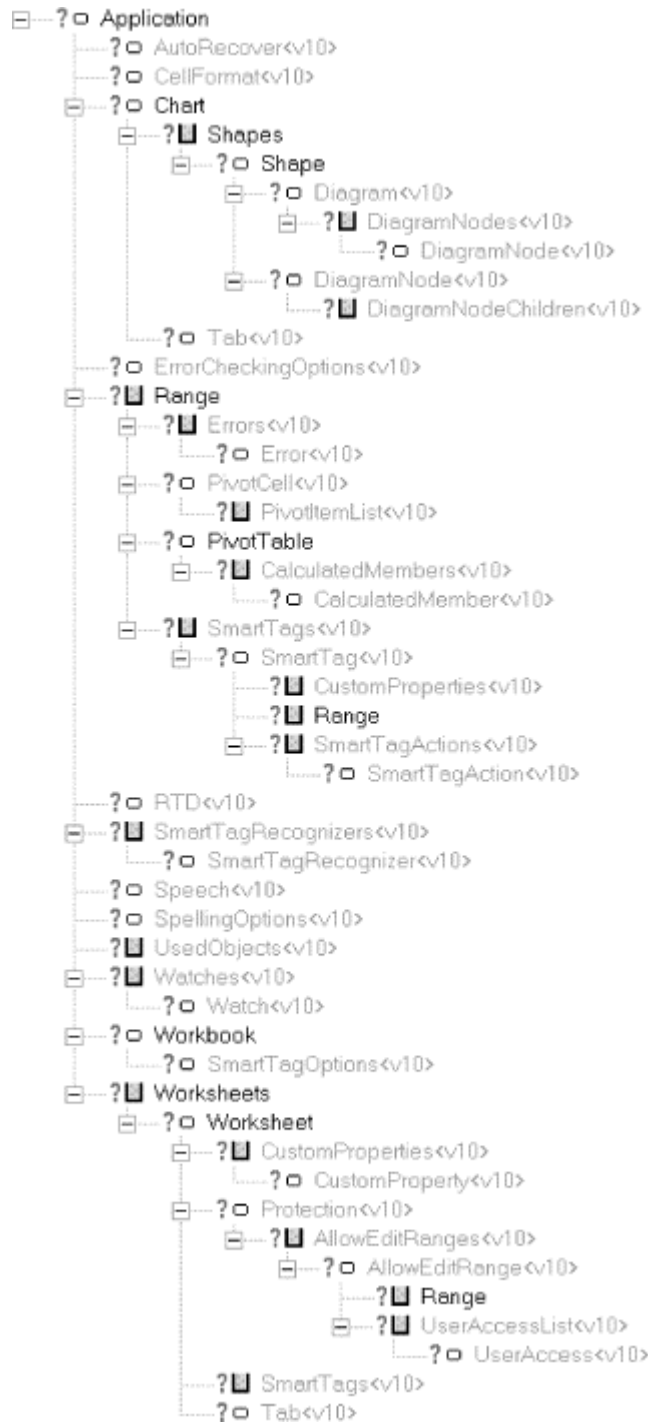 ? Application
? AutoRecover<v10>
? CellFormat<v10>
? Chart
? Shapes
? Shape
? Diagram<v10>
? DiagramNodes<v10>
? DiagramNode<v10>
? DiagramNode<v10>
? DiagramNodeChildren<v10>
? Tab<v10>
? ErrorCheckingOptions<v10>
? Range
? Errors<v10>
? Error<v10>
? PivotCell<v10>
? PivotItemList<v10>
? PivotTable
? CalculatedMembers<v10>
? CalculatedMember<v10>
? SmartTags<v10>
? SmartTag<v10>
? CustomProperties<v10>
? Range
? SmartTagActions<v10>
? SmartTagAction<v10>
? RTD<v10>
? SmartTagRecognizers<v10>
? SmartTagRecognizer<v10>
? Speech<v10>
? SpellingOptions<v10>
? UsedObjects<v10>
? Watches<v10>
? Watch<v10>
? Workbook
? SmartTagOptions<v10>
? Worksheets
? Worksheet
? CustomProperties<v10>
? CustomProperty<v10>
? Protection<v10>
? AllowEditRanges<v10>
? AllowEditRange<v10>
? Range
? UserAccessList<v10>
? UserAccess<v10>
? SmartTags<v10>
? Tab<v10>